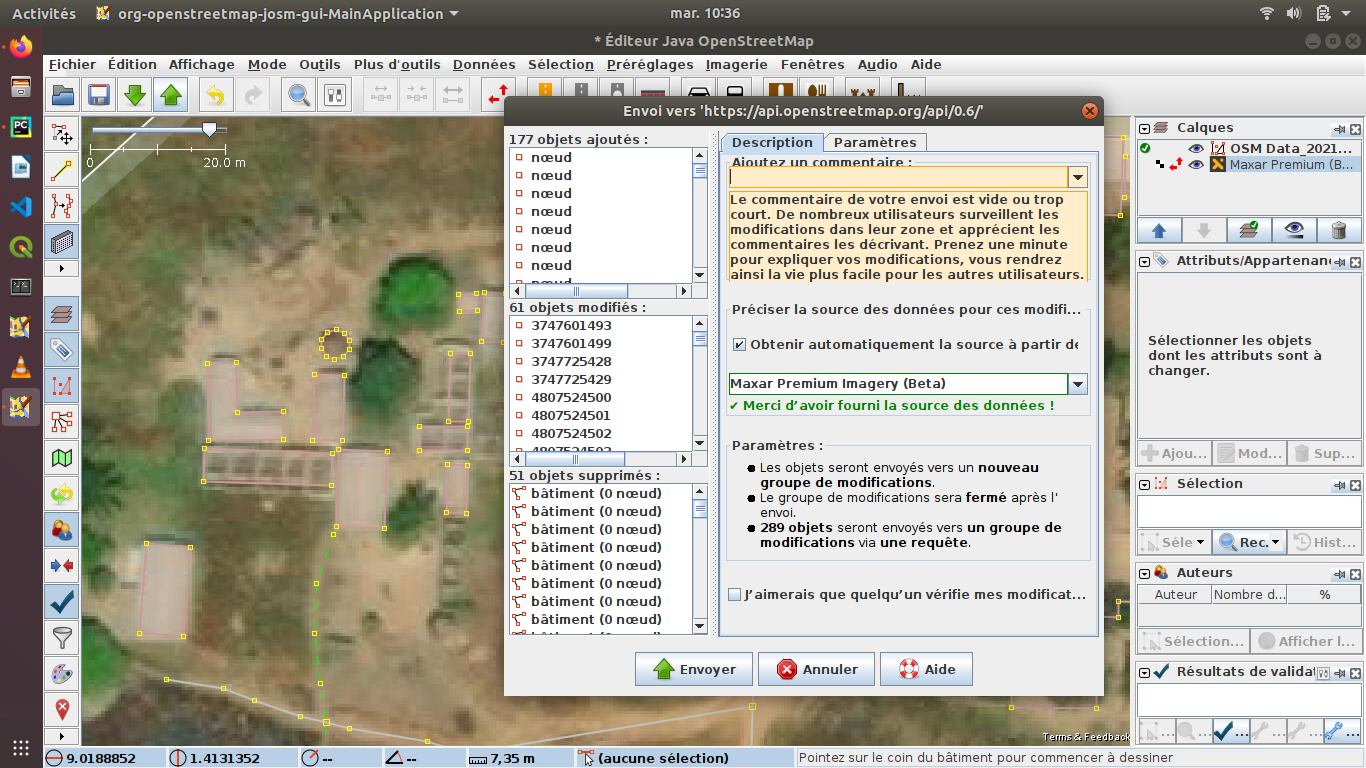 Activités
org-openstreetmap-josm-gui-MainApplication
mar. 10:36
* Éditeur Java OpenStreetMap
Fichier Édition Affichage Mode Outils Plus d'outils Données Sélection Préréglages Imagerie Fenêtres Audio Aide
0 20.0 m
Envoi vers 'https://api.openstreetmap.org/api/0.6/'
177 objets ajoutés :
nœud
nœud
nœud
nœud
nœud
nœud
nœud
nœud
61 objets modifiés :
3747601493
3747601499
3747725428
3747725429
4807524500
4807524501
4807524502
4807524503
51 objets supprimés :
bâtiment (0 nœud)
bâtiment (0 nœud)
bâtiment (0 nœud)
bâtiment (0 nœud)
bâtiment (0 nœud)
bâtiment (0 nœud)
bâtiment (0 nœud)
bâtiment (0 nœud)
bâtiment (0 nœud)
Description Paramètres
Ajoutez un commentaire :
Le commentaire de votre envoi est vide ou trop
court. De nombreux utilisateurs surveillent les
modifications dans leur zone et apprécient les
commentaires les décrivant. Prenez une minute
pour expliquer vos modifications, vous rendrez
ainsi la vie plus facile pour les autres utilisateurs.
Préciser la source des données pour ces modifi...
Obtenir automatiquement la source à partir de
Maxar Premium Imagery (Beta)
✔ Merci d’avoir fourni la source des données !
Paramètres :
● Les objets seront envoyés vers un nouveau
groupe de modifications.
● Le groupe de modifications sera fermé après l'
envoi.
● 289 objets seront envoyés vers un groupe de
modifications via une requête.
J’aimerais que quelqu’un vérifie mes modificat...
Envoyer Annuler Aide
Calques
OSM Data_2021...
Maxar Premium (B...
Attributs/Appartenan
Sélectionner les objets
dont les attributs sont à
changer.
Ajou... Mod... Sup...
Sélection
Séle Rec. Hist...
Auteurs
Auteur Nombre d... %
Sélection... Afficher l...
Résultats de validat
Terms & Feedback
9.0188852 1.4131352 -- -- 7,35 m (aucune sélection) Pointez sur le coin du bâtiment pour commencer à dessiner